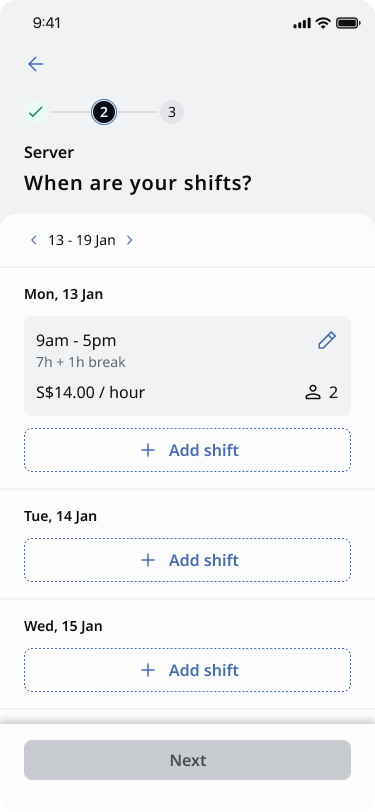 9:41
2
3
Server
When are your shifts?
13 - 19 Jan
Mon, 13 Jan
9am - 5pm
7h + 1h break
S$14.00 / hour
2
Add shift
Tue, 14 Jan
Add shift
Wed, 15 Jan
Add shift
Next